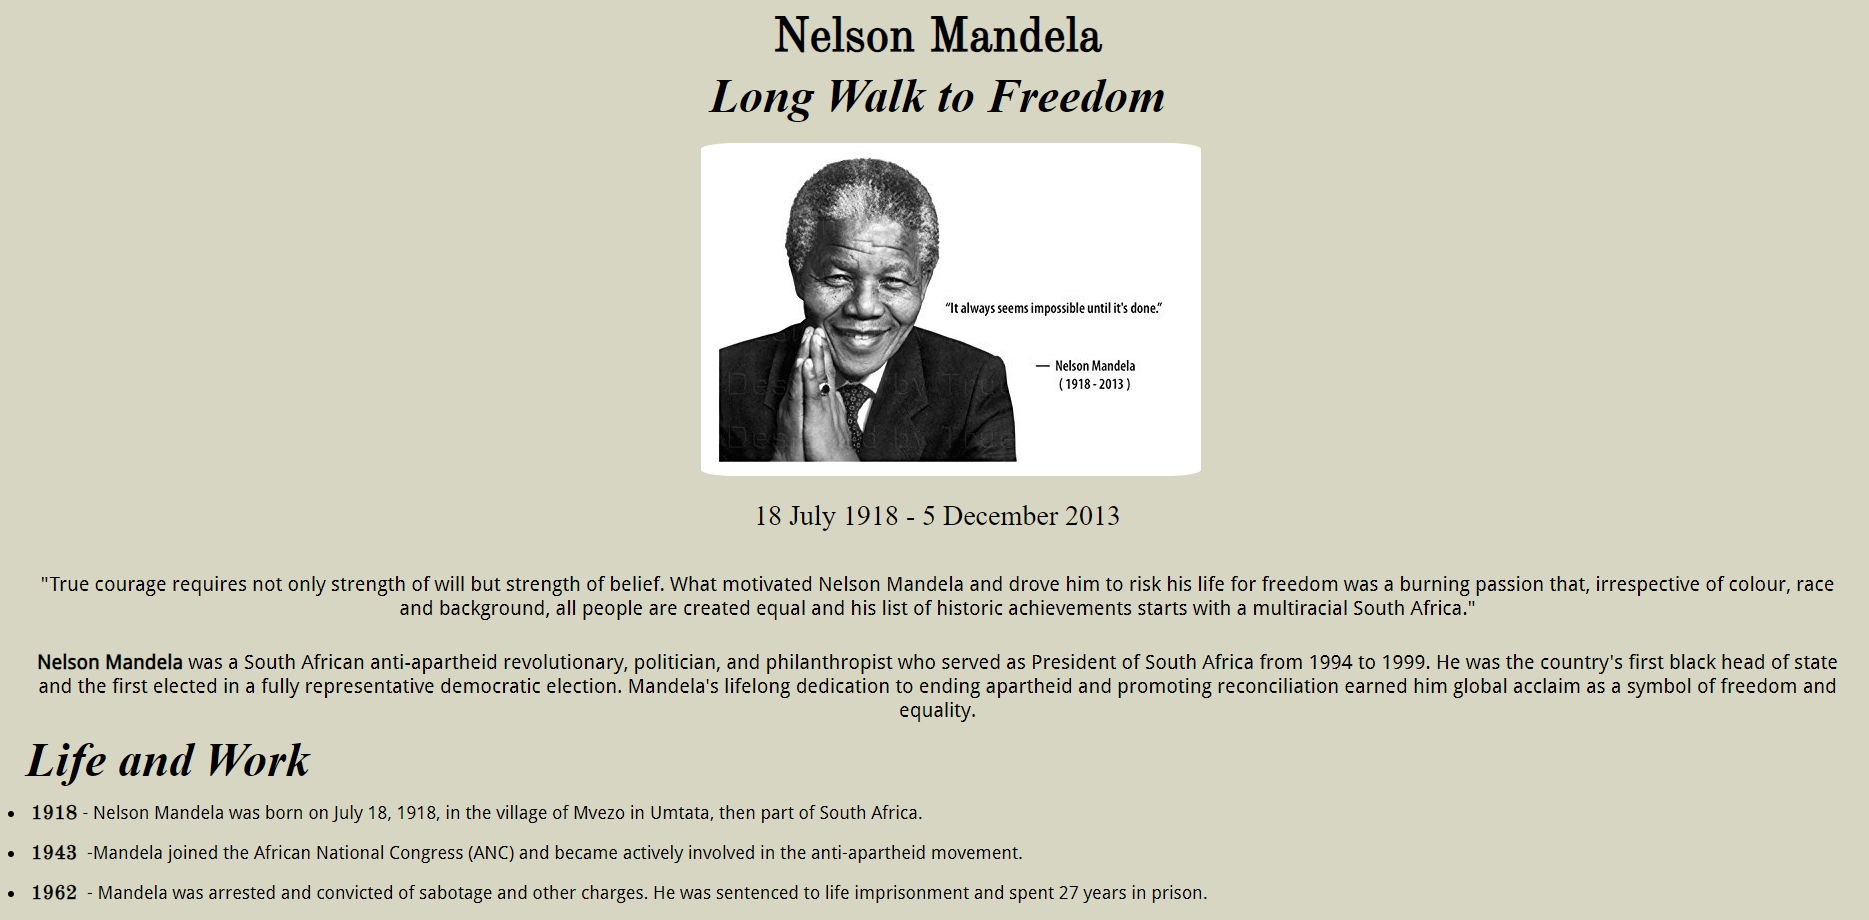 Nelson Mandela
Long Walk to Freedom
“It always seems impossible until it's done.”
— Nelson Mandela
( 1918 - 2013 )
18 July 1918 - 5 December 2013
"True courage requires not only strength of will but strength of belief. What motivated Nelson Mandela and drove him to risk his life for freedom was a burning passion that, irrespective of colour, race
and background, all people are created equal and his list of historic achievements starts with a multiracial South Africa."
Nelson Mandela was a South African anti-apartheid revolutionary, politician, and philanthropist who served as President of South Africa from 1994 to 1999. He was the country's first black head of state
and the first elected in a fully representative democratic election. Mandela's lifelong dedication to ending apartheid and promoting reconciliation earned him global acclaim as a symbol of freedom and
equality.
Life and Work
• 1918 - Nelson Mandela was born on July 18, 1918, in the village of Mvezo in Umtata, then part of South Africa.
• 1943 -Mandela joined the African National Congress (ANC) and became actively involved in the anti-apartheid movement.
• 1962 - Mandela was arrested and convicted of sabotage and other charges. He was sentenced to life imprisonment and spent 27 years in prison.